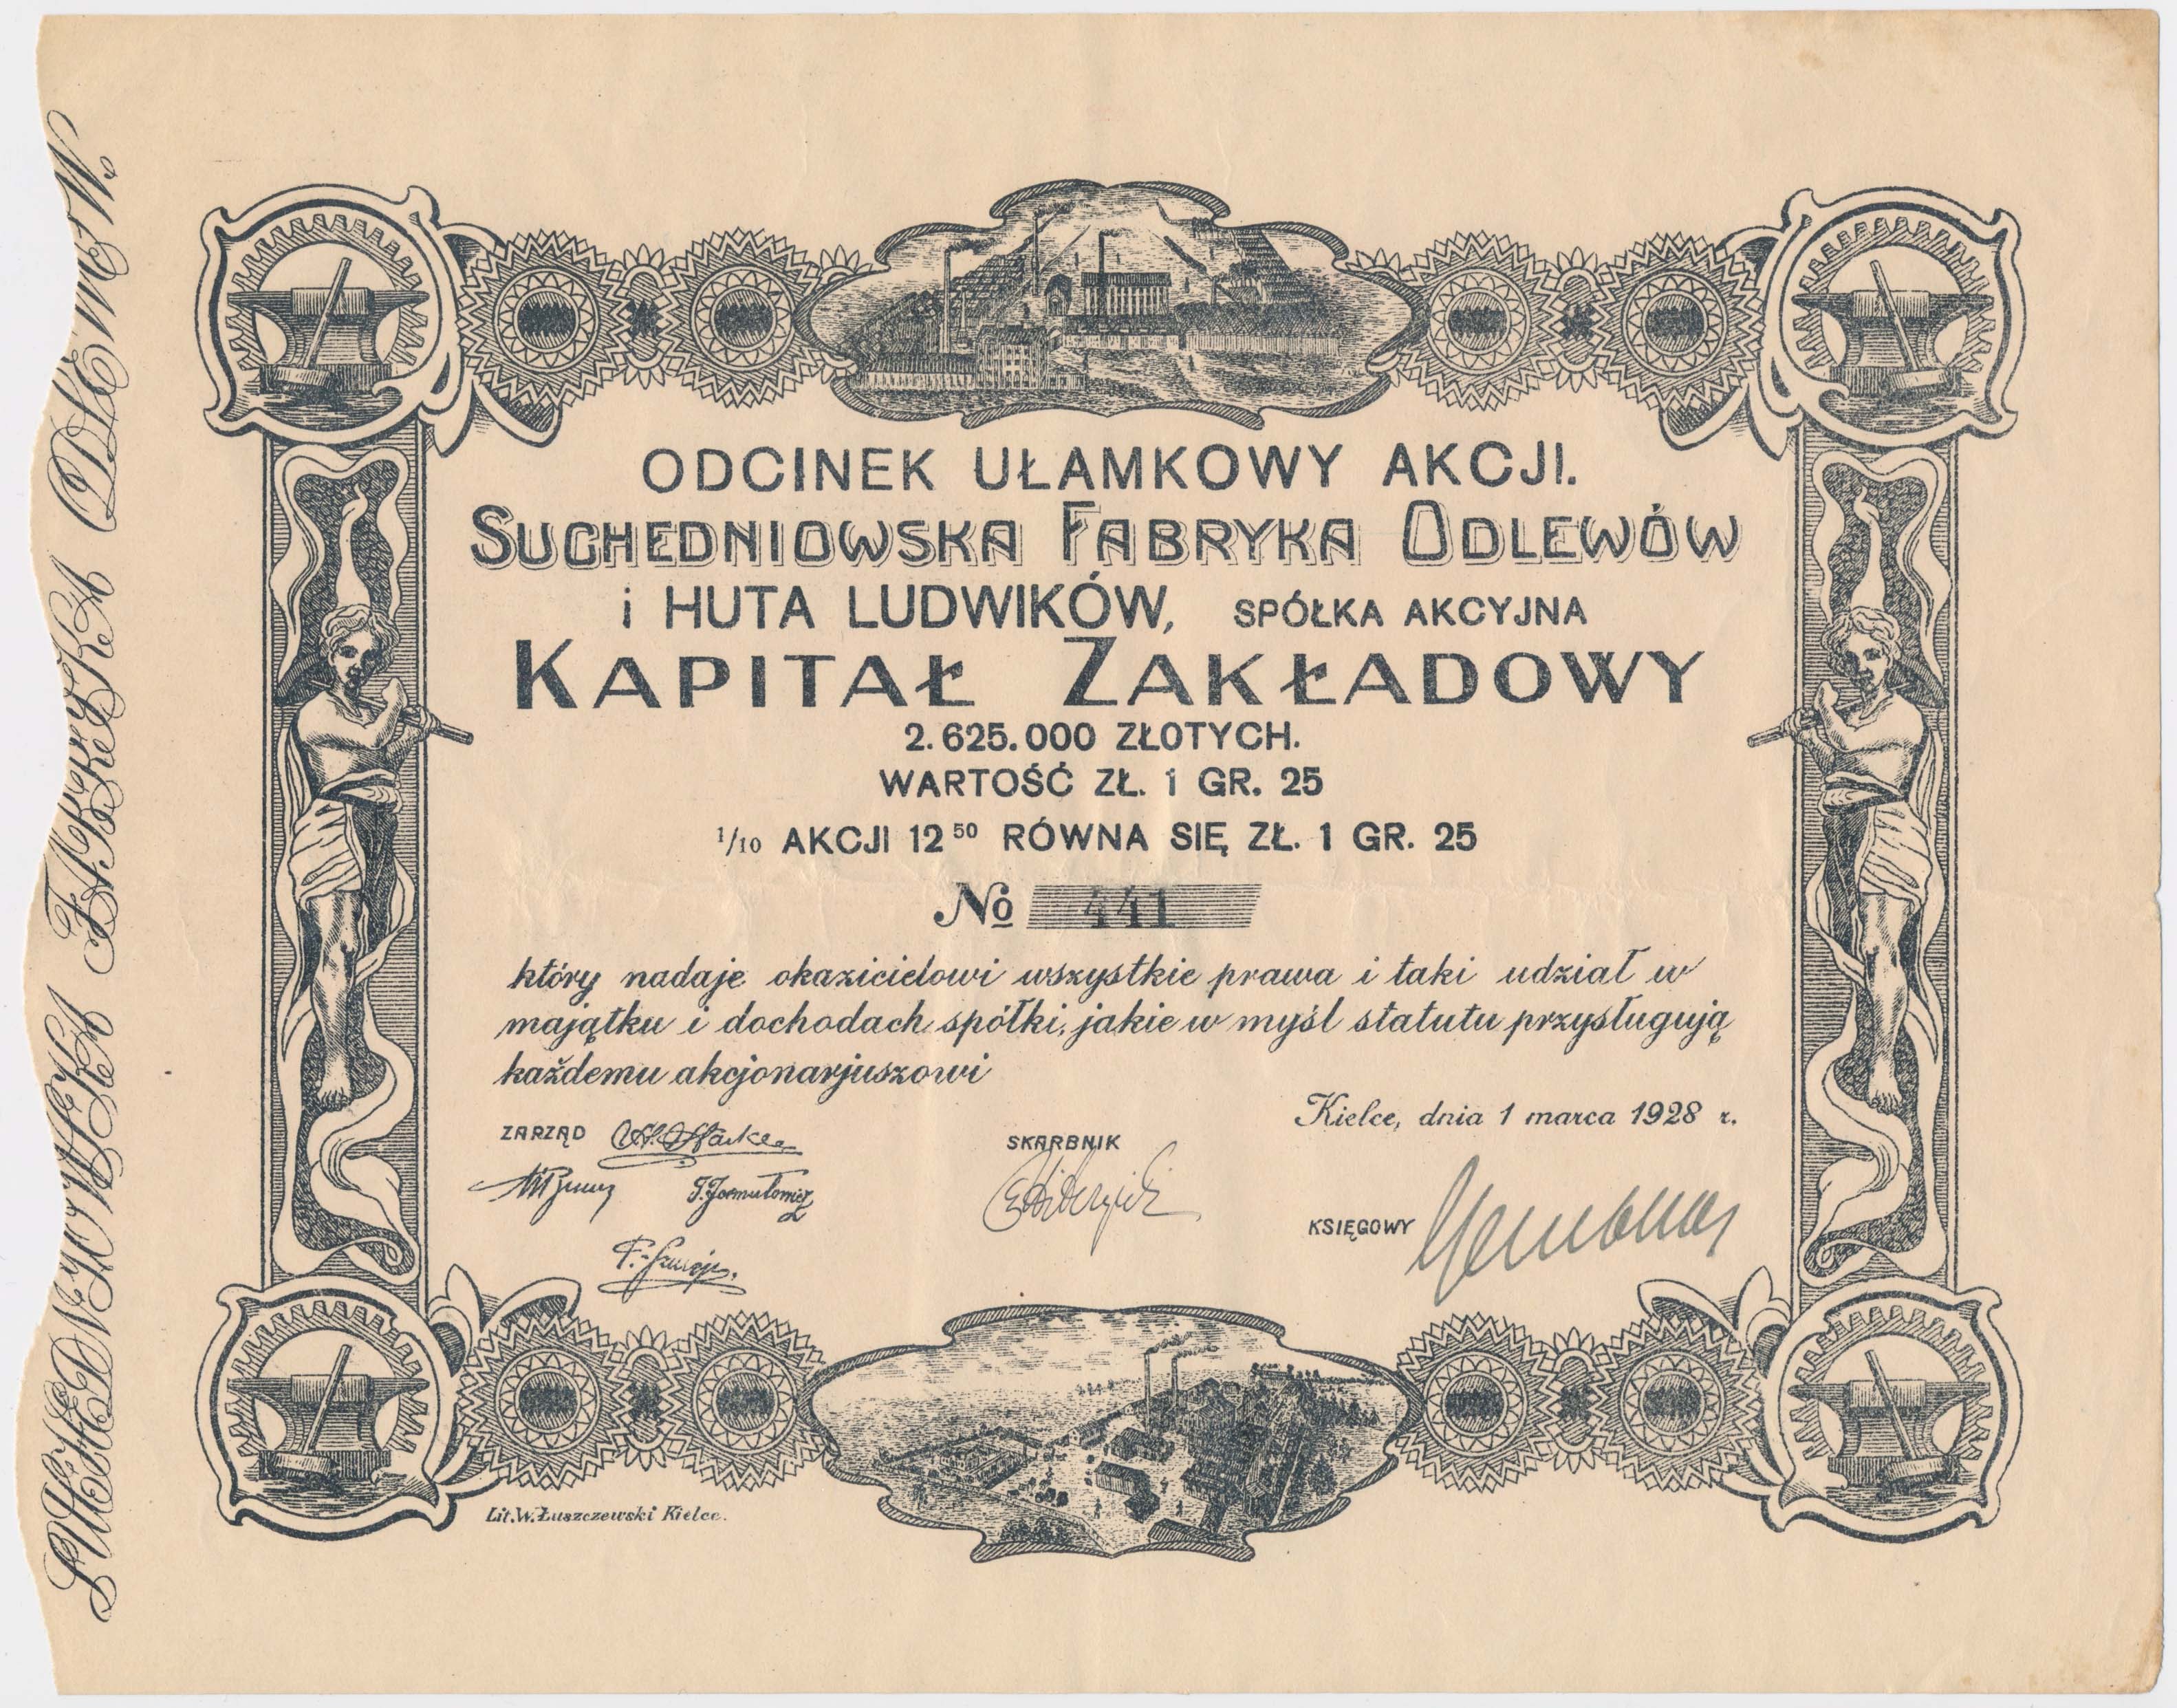 SUCHEDNIOWSKA FABRYKA ODLEWÓW.
ODCINEK UŁAMKOWY AKCJI.
SUCHEDNIOWSKA FABRYKA ODLEWÓW
i HUTA LUDWIKÓW, SPÓŁKA AKCYJNA
KAPITAŁ ZAKŁADOWY
2.625.000 ZŁOTYCH.
WARTOŚĆ ZŁ. 1 GR. 25
1/10 AKCJI 12 50 RÓWNA SIĘ ZŁ. 1 GR. 25
No 441
który nadaje okazicielowi wszystkie prawa i taki udział w
majątku i dochodach spółki, jakie w myśl statutu przysługują
każdemu akcjonarjuszowi
Kielce, dnia 1 marca 1928 r.
ZARZĄD
SKARBNIK
KSIĘGOWY
Lit. W. Łuszczewski Kielce.